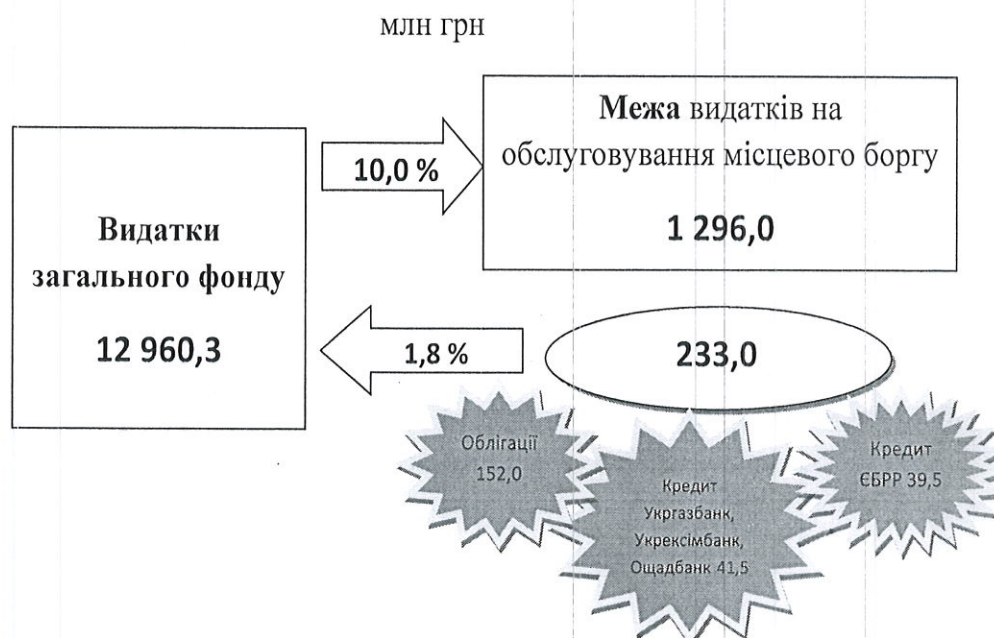 млн грн
Видатки
загального фонду
12 960,3
10,0 %
Межа видатків на
обслуговування місцевого боргу
1 296,0
1,8 %
233,0
Облігації
152,0
Кредит
Укргазбанк,
Укрексімбанк,
Ощадбанк 41,5
Кредит
ЄБРР 39,5